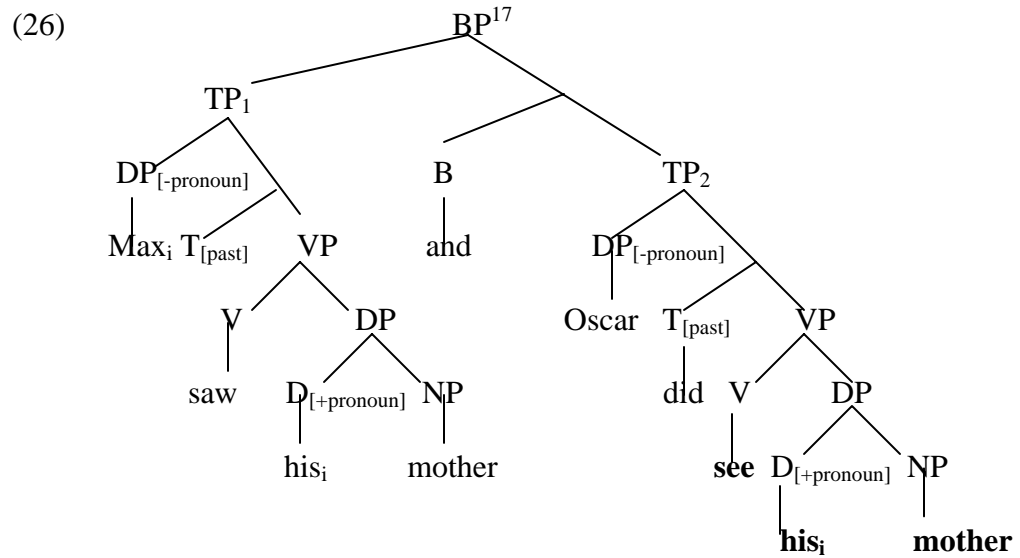 (26) BP17
TP1
DP[-pronoun] B TP2
Maxi T[past] VP and DP[-pronoun]
V DP Oscar T[past] VP
saw D[+pronoun] NP did V DP
hisi mother see D[+pronoun] NP
hisi mother